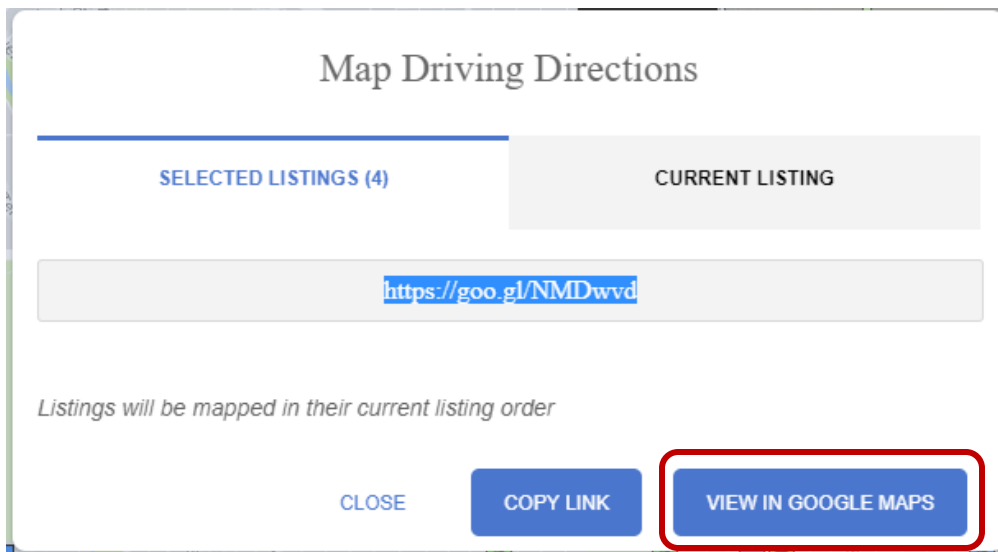 Map Driving Directions
SELECTED LISTINGS (4)
CURRENT LISTING
https://goo.gl/NMDwvd
Listings will be mapped in their current listing order
CLOSE
COPY LINK
VIEW IN GOOGLE MAPS